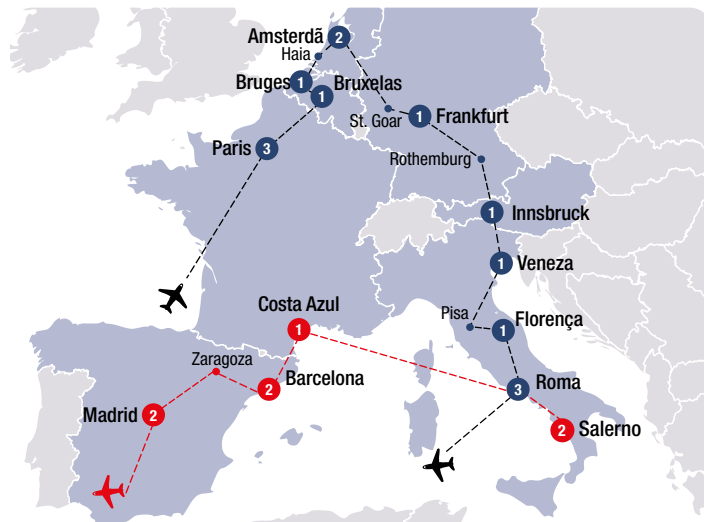 Amsterdã 2
Haia
Bruges 1
Bruxelas
1
St. Goar
1 Frankfurt
Paris 3
Rothemburg
1 Innsbruck
1 Veneza
Costa Azul
1
Pisa
1 Florença
Zaragoza
Barcelona
2
3 Roma
Madrid 2
2 Salerno